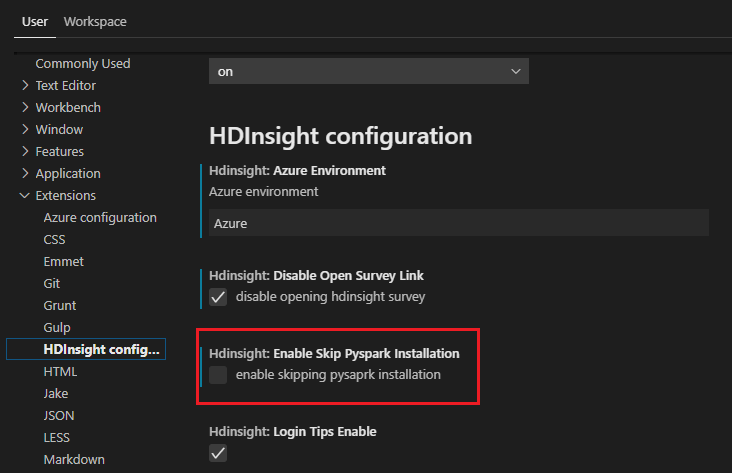 User Workspace
Commonly Used
Text Editor
Workbench
Window
Features
Application
Extensions
Azure configuration
CSS
Emmet
Git
Grunt
Gulp
HDInsight config...
HTML
Jake
JSON
LESS
Markdown
on
HDInsight configuration
Hdinsight: Azure Environment
Azure environment
Azure
Hdinsight: Disable Open Survey Link
disable opening hdinsight survey
Hdinsight: Enable Skip Pyspark Installation
enable skipping pysaprk installation
Hdinsight: Login Tips Enable